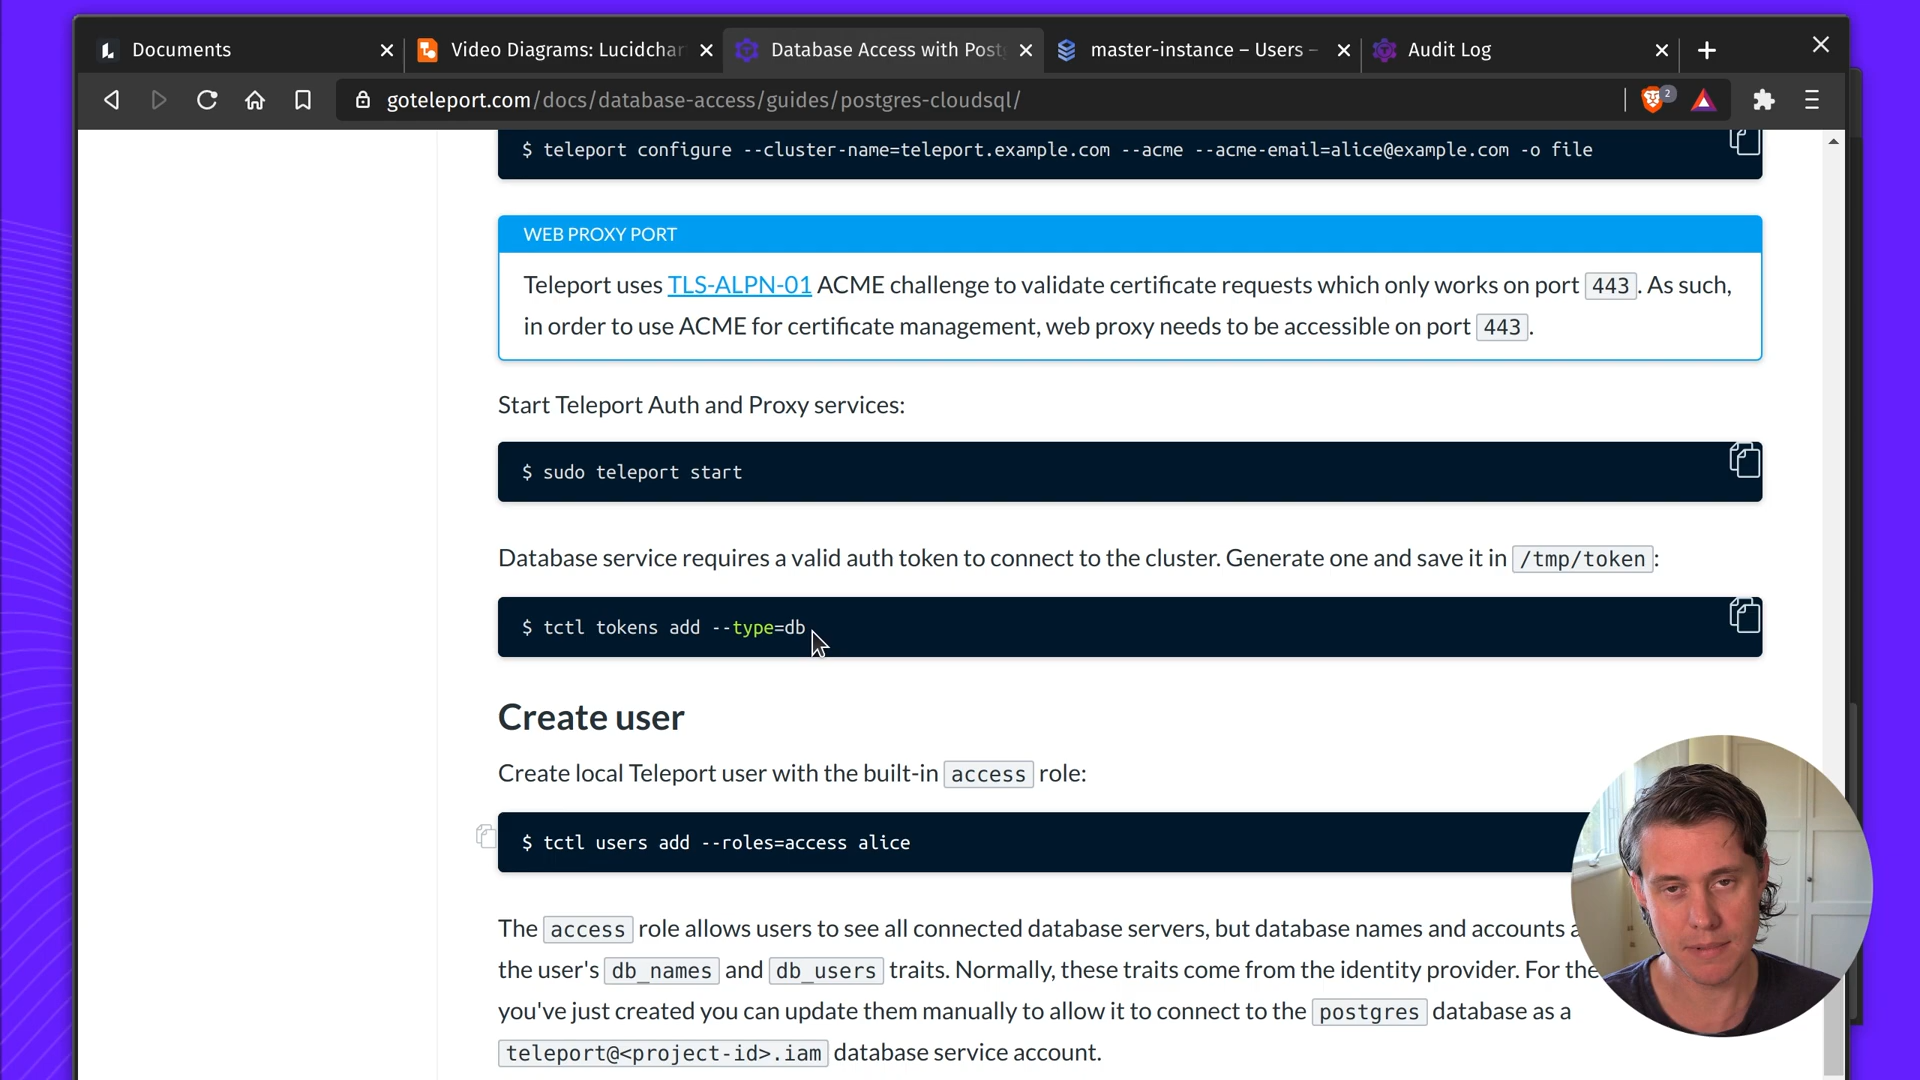 Documents
Video Diagrams: Lucidchar
Database Access with Post
master-instance – Users –
Audit Log
goteleport.com/docs/database-access/guides/postgres-cloudsql/
2
$ teleport configure --cluster-name=teleport.example.com --acme --acme-email=alice@example.com -o file
WEB PROXY PORT
Teleport uses TLS-ALPN-01 ACME challenge to validate certificate requests which only works on port 443. As such,
in order to use ACME for certificate management, web proxy needs to be accessible on port 443.
Start Teleport Auth and Proxy services:
$ sudo teleport start
Database service requires a valid auth token to connect to the cluster. Generate one and save it in /tmp/token:
$ tctl tokens add --type=db
Create user
Create local Teleport user with the built-in access role:
$ tctl users add --roles=access alice
The access role allows users to see all connected database servers, but database names and accounts a
the user's db_names and db_users traits. Normally, these traits come from the identity provider. For the
you've just created you can update them manually to allow it to connect to the postgres database as a
teleport@<project-id>.iam database service account.